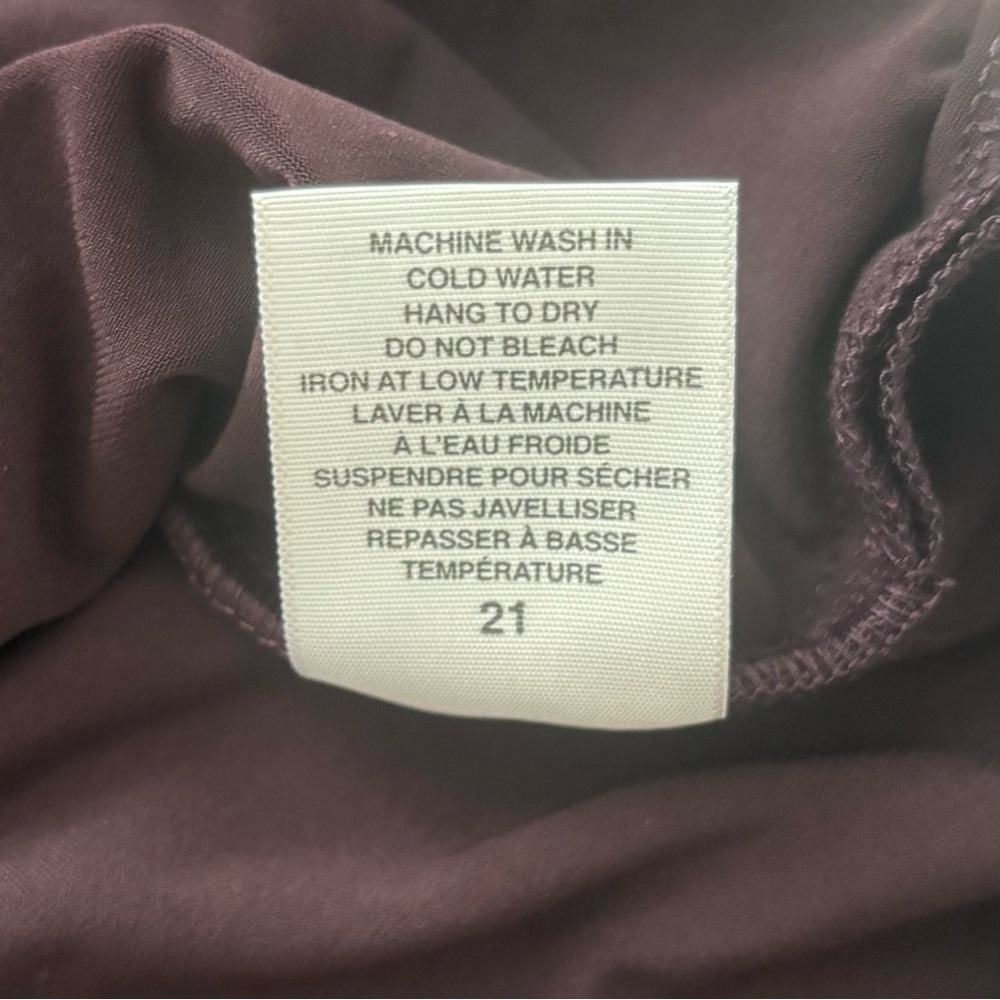 MACHINE WASH IN
COLD WATER
HANG TO DRY
DO NOT BLEACH
IRON AT LOW TEMPERATURE
LAVER À LA MACHINE
À L'EAU FROIDE
SUSPENDRE POUR SÉCHER
NE PAS JAVELLISER
REPASSER À BASSE
TEMPÉRATURE
21